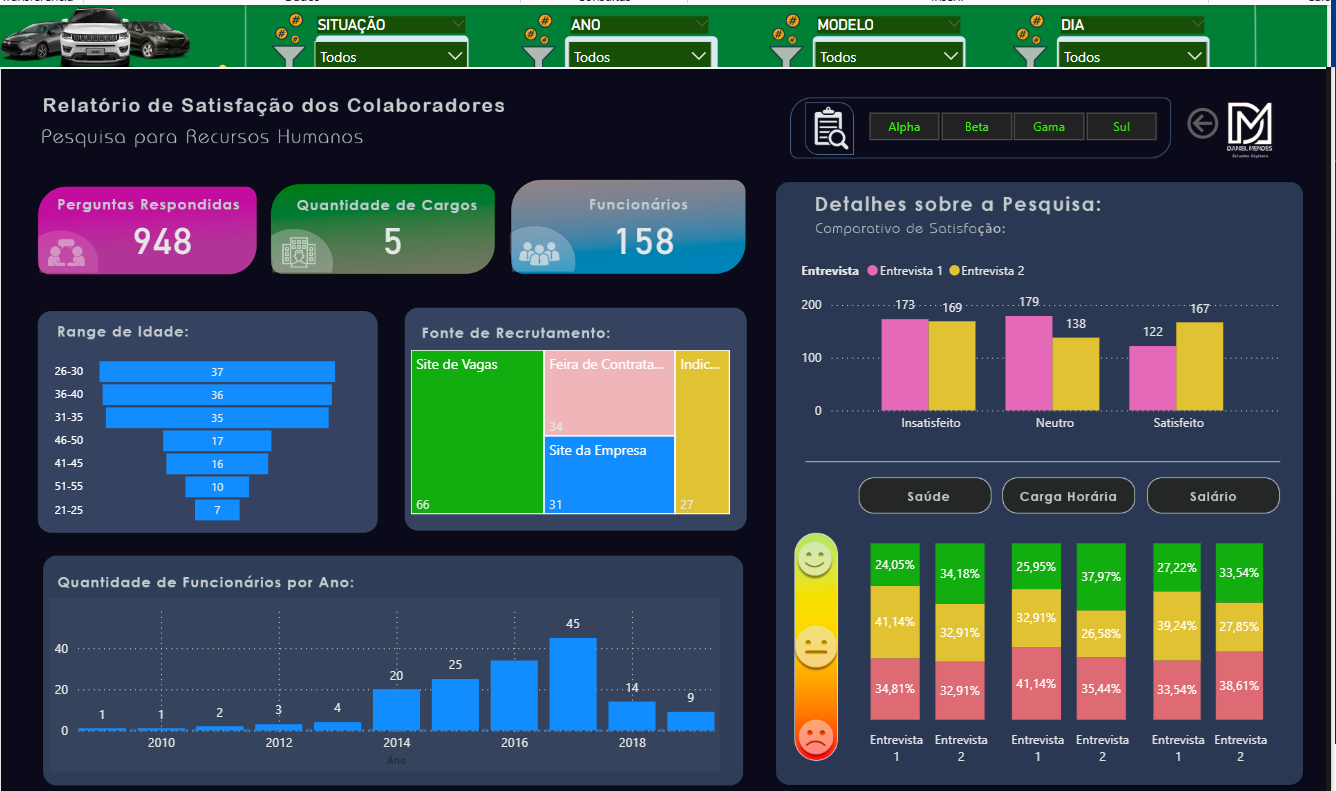 SITUAÇÃO
Todos
ANO
Todos
MODELO
Todos
DIA
Todos
Relatório de Satisfação dos Colaboradores
Pesquisa para Recursos Humanos
Alpha
Beta
Gama
Sul
DANIEL MENDES
Soluções Digitais
Perguntas Respondidas
948
Quantidade de Cargos
5
Funcionários
158
Range de Idade:
26-30 37
36-40 36
31-35 35
46-50 17
41-45 16
51-55 10
21-25 7
Fonte de Recrutamento:
Site de Vagas
66
Feira de Contrata...
34
Site da Empresa
31
Indic...
27
Quantidade de Funcionários por Ano:
40
20
0
1
1
2
3
4
20
25
45
14
9
2010
2012
2014
2016
2018
Ano
Detalhes sobre a Pesquisa:
Comparativo de Satisfação:
Entrevista Entrevista 1 Entrevista 2
200
100
0
173
169
179
138
122
167
Insatisfeito
Neutro
Satisfeito
Saúde
Carga Horária
Salário
24,05%
41,14%
34,81%
34,18%
32,91%
32,91%
25,95%
32,91%
41,14%
37,97%
26,58%
35,44%
27,22%
39,24%
33,54%
33,54%
27,85%
38,61%
Entrevista
1
Entrevista
2
Entrevista
1
Entrevista
2
Entrevista
1
Entrevista
2